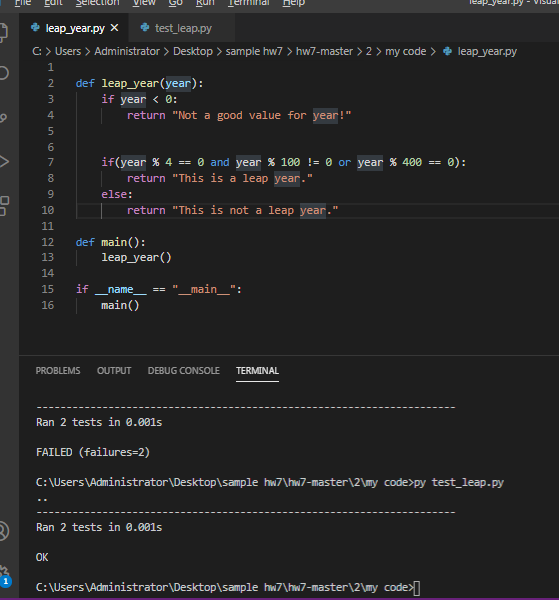 File Edit Selection View Go Run Terminal Help leap_year.py - Visual
leap_year.py × test_leap.py
C: > Users > Administrator > Desktop > sample hw7 > hw7-master > 2 > my code > leap_year.py
1
2 def leap_year(year):
3 if year < 0:
4 return "Not a good value for year!"
5
6
7 if(year % 4 == 0 and year % 100 != 0 or year % 400 == 0):
8 return "This is a leap year."
9 else:
10 return "This is not a leap year."
11
12 def main():
13 leap_year()
14
15 if __name__ == "__main__":
16 main()
PROBLEMS OUTPUT DEBUG CONSOLE TERMINAL
----------------------------------------------------------------------
Ran 2 tests in 0.001s
FAILED (failures=2)
C:\Users\Administrator\Desktop\sample hw7\hw7-master\2\my code>py test_leap.py
..
----------------------------------------------------------------------
Ran 2 tests in 0.001s
OK
C:\Users\Administrator\Desktop\sample hw7\hw7-master\2\my code>
1